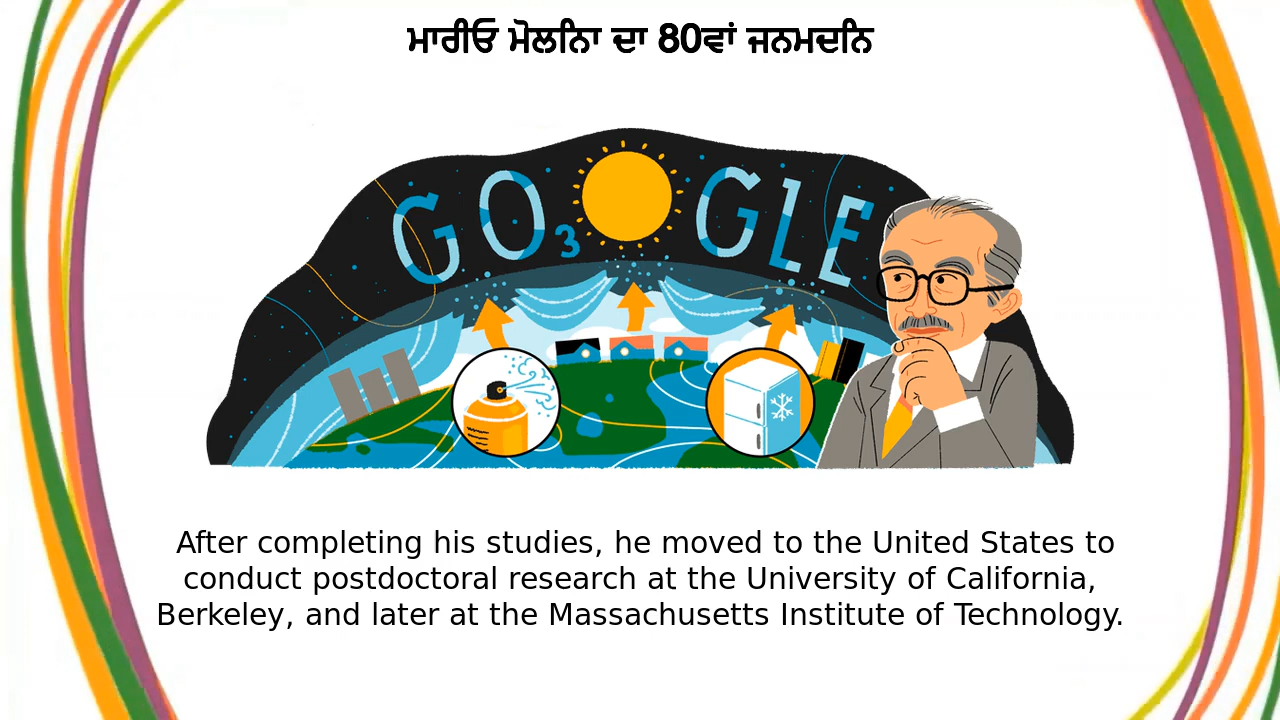 ਮਾਰੀਓ ਮੋਲਿਨਾ ਦਾ 80ਵਾਂ ਜਨਮਦਿਨ
GO₃GLE
After completing his studies, he moved to the United States to
conduct postdoctoral research at the University of California,
Berkeley, and later at the Massachusetts Institute of Technology.